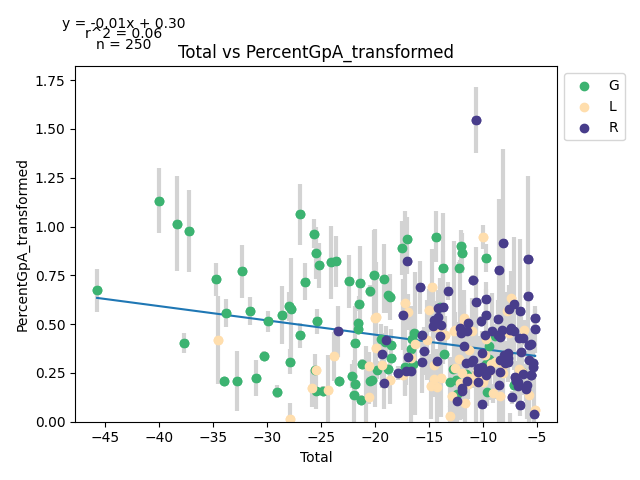 y = -0.01x + 0.30
r^2 = 0.06
n = 250
Total vs PercentGpA_transformed
G
L
R
PercentGpA_transformed
1.75
1.50
1.25
1.00
0.75
0.50
0.25
0.00
−45
−40
−35
−30
−25
−20
−15
−10
−5
Total